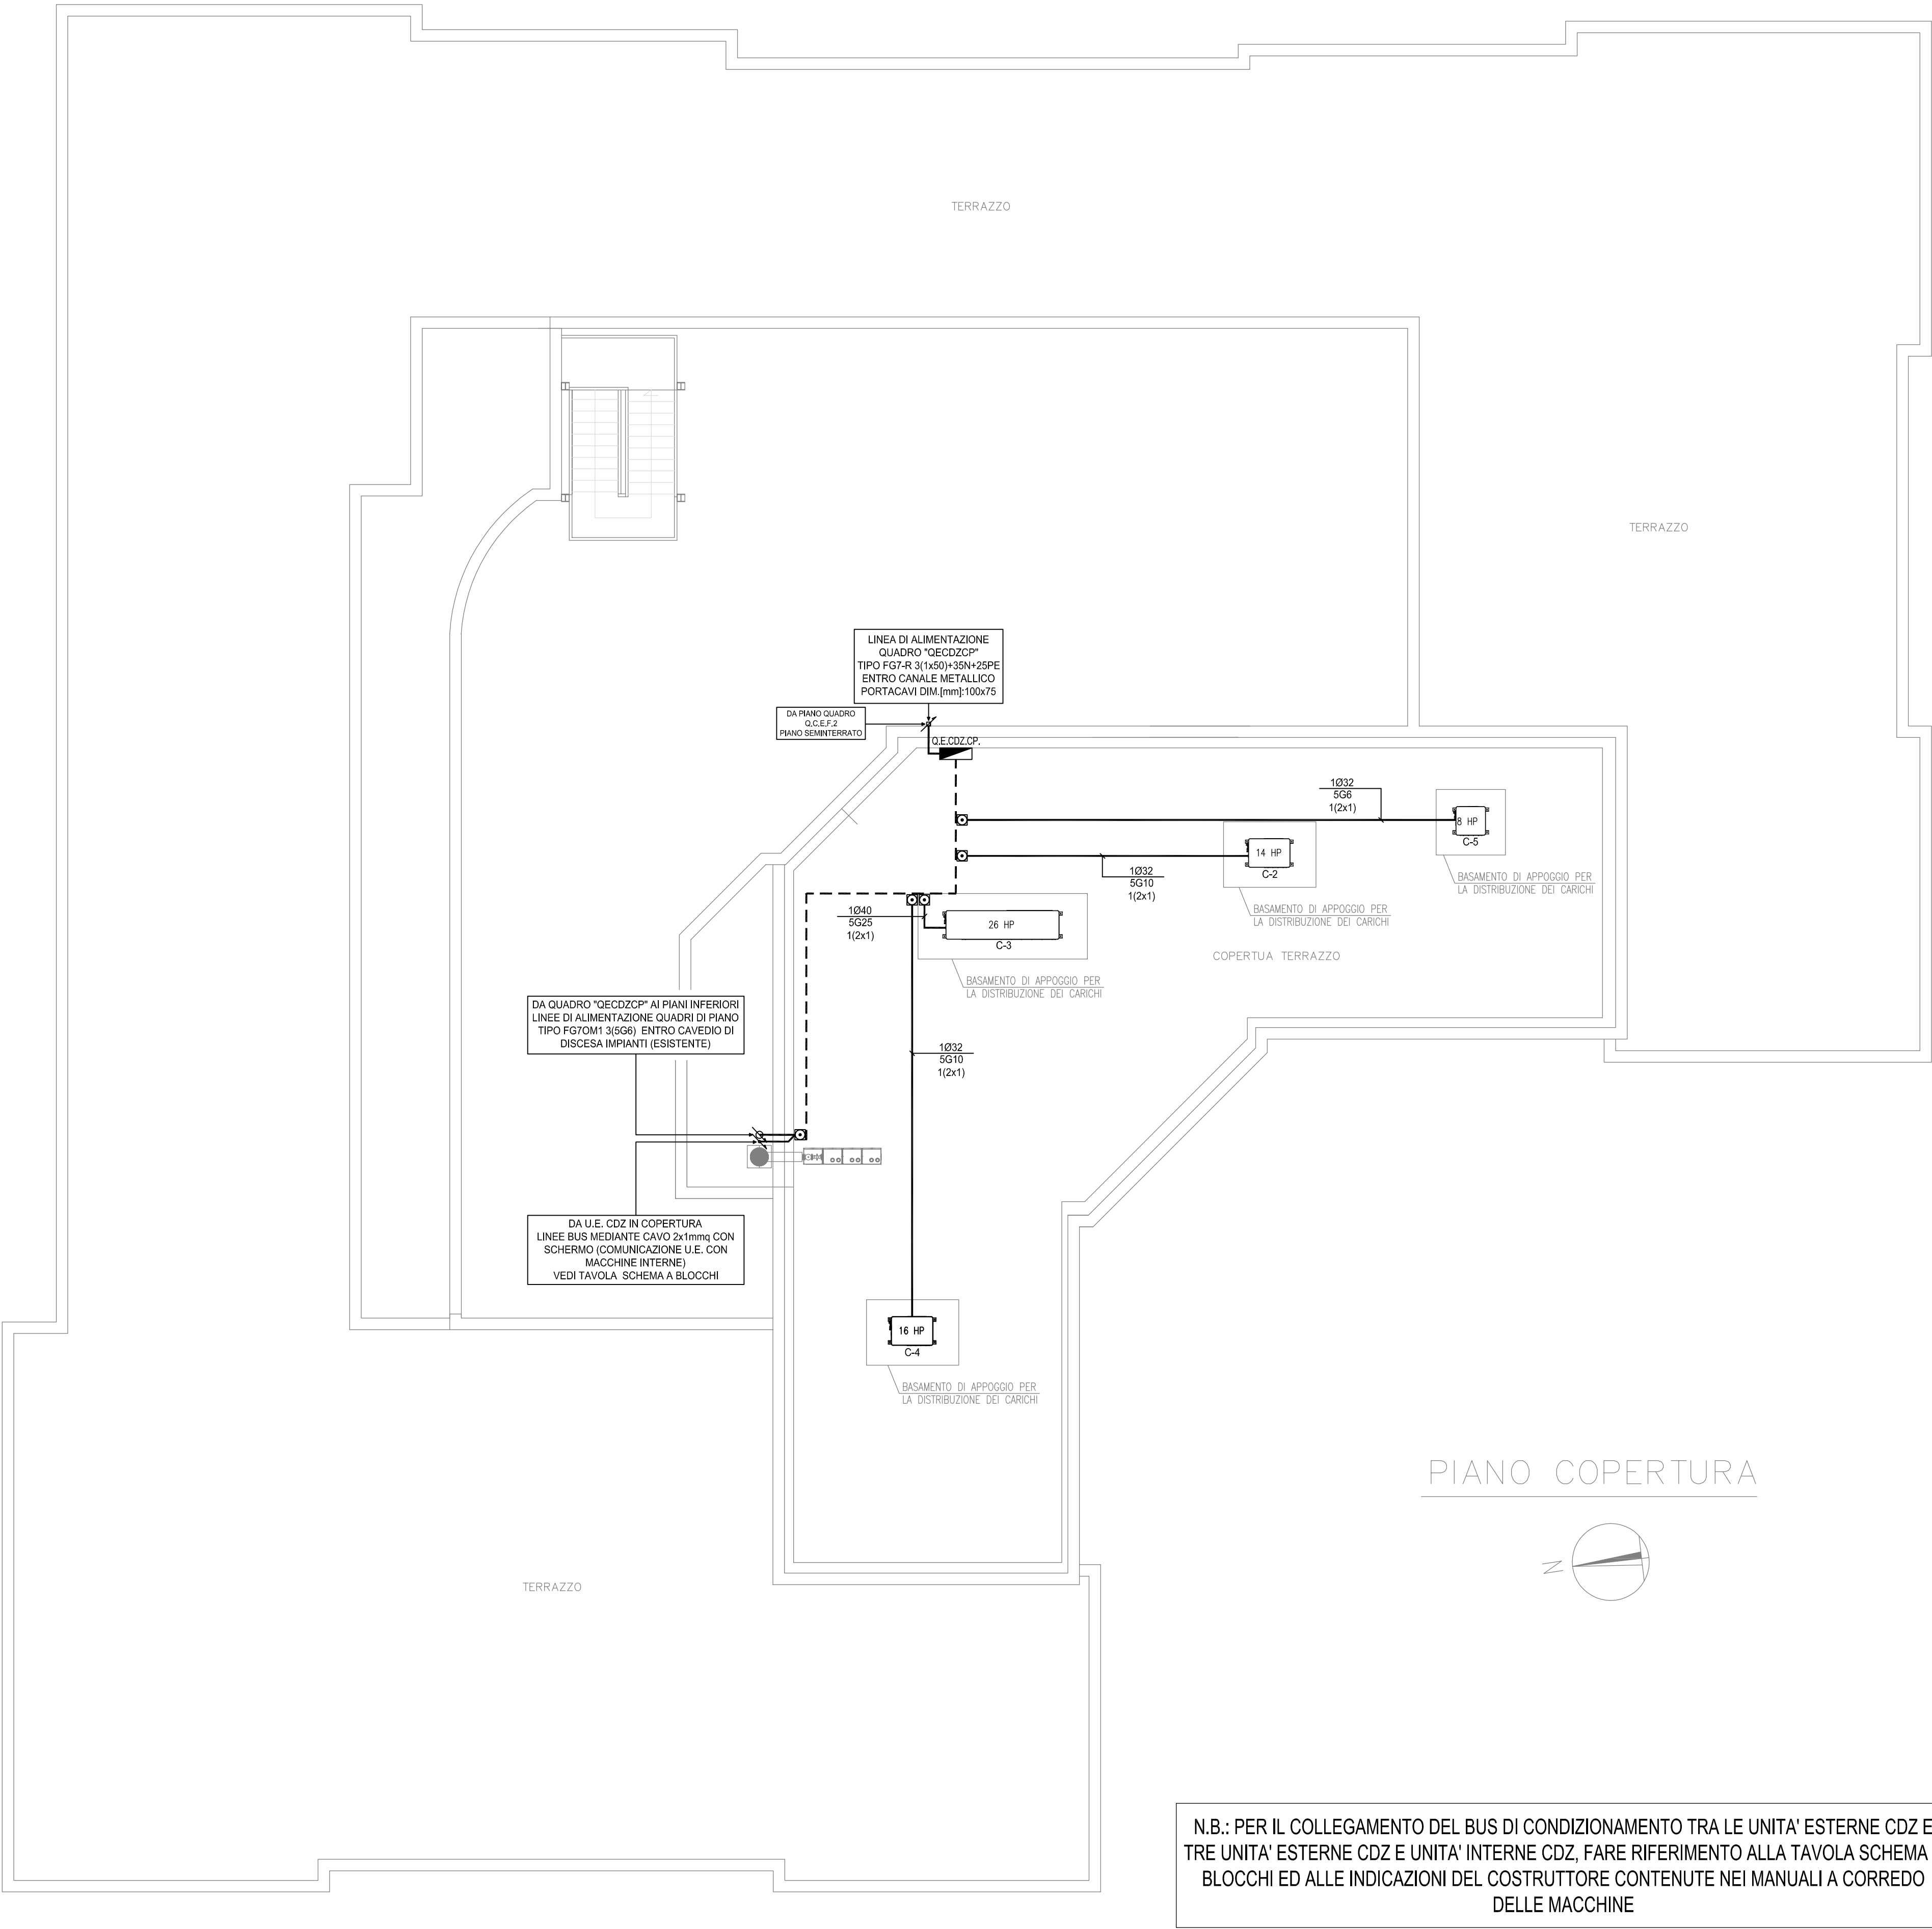 TERRAZZO
TERRAZZO
LINEA DI ALIMENTAZIONE
QUADRO "QECDZCP"
TIPO FG7-R 3(1x50)+35N+25PE
ENTRO CANALE METALLICO
PORTACAVI DIM.[mm]:100x75
DA PIANO QUADRO
Q,C,E,F,2
PIANO SEMINTERRATO
Q.E.CDZ.CP.
1Ø32
5G6
1(2x1)
8 HP
C-5
BASAMENTO DI APPOGGIO PER
LA DISTRIBUZIONE DEI CARICHI
14 HP
C-2
1Ø32
5G10
1(2x1)
BASAMENTO DI APPOGGIO PER
LA DISTRIBUZIONE DEI CARICHI
1Ø40
5G25
1(2x1)
26 HP
C-3
COPERTUA TERRAZZO
BASAMENTO DI APPOGGIO PER
LA DISTRIBUZIONE DEI CARICHI
DA QUADRO "QECDZCP" AI PIANI INFERIORI
LINEE DI ALIMENTAZIONE QUADRI DI PIANO
TIPO FG7OM1 3(5G6) ENTRO CAVEDIO DI
DISCESA IMPIANTI (ESISTENTE)
1Ø32
5G10
1(2x1)
DA U.E. CDZ IN COPERTURA
LINEE BUS MEDIANTE CAVO 2x1mmq CON
SCHERMO (COMUNICAZIONE U.E. CON
MACCHINE INTERNE)
VEDI TAVOLA SCHEMA A BLOCCHI
16 HP
C-4
BASAMENTO DI APPOGGIO PER
LA DISTRIBUZIONE DEI CARICHI
PIANO COPERTURA
N
TERRAZZO
N.B.: PER IL COLLEGAMENTO DEL BUS DI CONDIZIONAMENTO TRA LE UNITA' ESTERNE CDZ E
TRE UNITA' ESTERNE CDZ E UNITA' INTERNE CDZ, FARE RIFERIMENTO ALLA TAVOLA SCHEMA
BLOCCHI ED ALLE INDICAZIONI DEL COSTRUTTORE CONTENUTE NEI MANUALI A CORREDO
DELLE MACCHINE